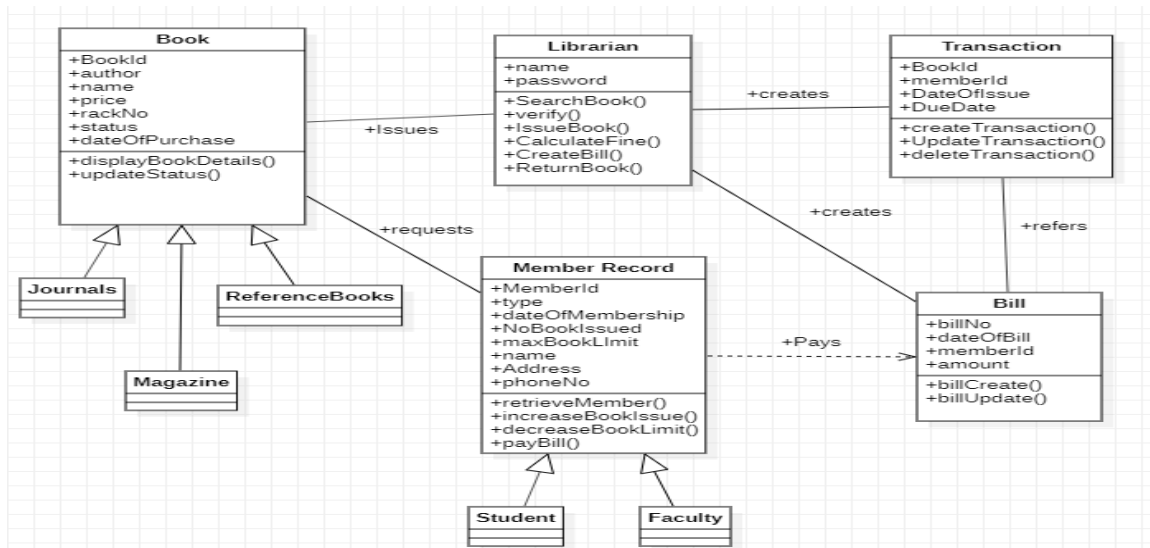 Book
+BookId
+author
+name
+price
+rackNo
+status
+dateOfPurchase
+displayBookDetails()
+updateStatus()
Librarian
+name
+password
+SearchBook()
+verify()
+IssueBook()
+CalculateFine()
+CreateBill()
+ReturnBook()
Transaction
+BookId
+memberId
+DateOfIssue
+DueDate
+createTransaction()
+UpdateTransaction()
+deleteTransaction()
+Issues
+creates
+requests
+creates
+refers
Journals
ReferenceBooks
Magazine
Member Record
+MemberId
+type
+dateOfMembership
+NoBookIssued
+maxBookLImit
+name
+Address
+phoneNo
+retrieveMember()
+increaseBookIssue()
+decreaseBookLimit()
+payBill()
+Pays
Bill
+billNo
+dateOfBill
+memberId
+amount
+billCreate()
+billUpdate()
Student
Faculty